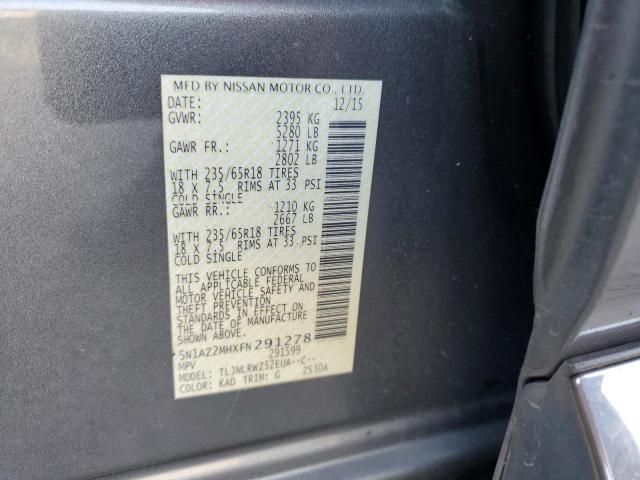 MFD BY NISSAN MOTOR CO., LTD.
DATE: 12/15
GVWR: 2395 KG
5280 LB
GAWR FR.: 1271 KG
2802 LB
WITH 235/65R18 TIRES
18 X 7.5 RIMS AT 33 PSI
COLD SINGLE
GAWR RR.: 1210 KG
2667 LB
WITH 235/65R18 TIRES
18 X 7.5 RIMS AT 33 PSI
COLD SINGLE
THIS VEHICLE CONFORMS TO
ALL APPLICABLE FEDERAL
MOTOR VEHICLE SAFETY AND
THEFT PREVENTION
STANDARDS IN EFFECT ON
THE DATE OF MANUFACTURE
SHOWN ABOVE.
5N1AZ2MHXFN291278
MPV 291599
MODEL: TLJNLRWZ52EUA--C--
COLOR: KAD TRIM: G 2530A